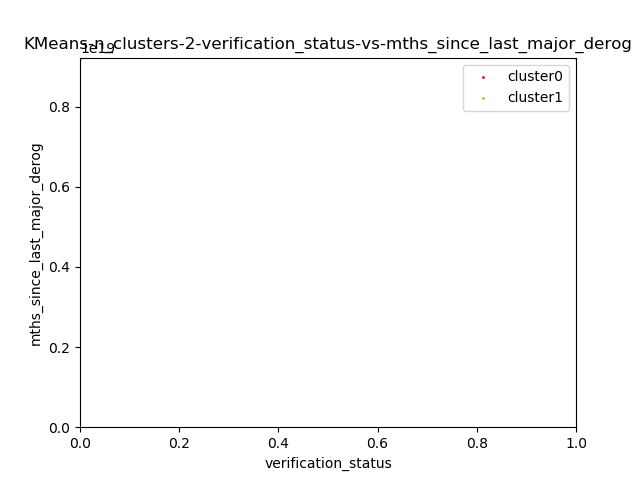 KMeans-n_clusters-2-verification_status-vs-mths_since_last_major_derog
1e19
cluster0
cluster1
0.8
0.6
0.4
0.2
0.0
mths_since_last_major_derog
0.0 0.2 0.4 0.6 0.8 1.0
verification_status